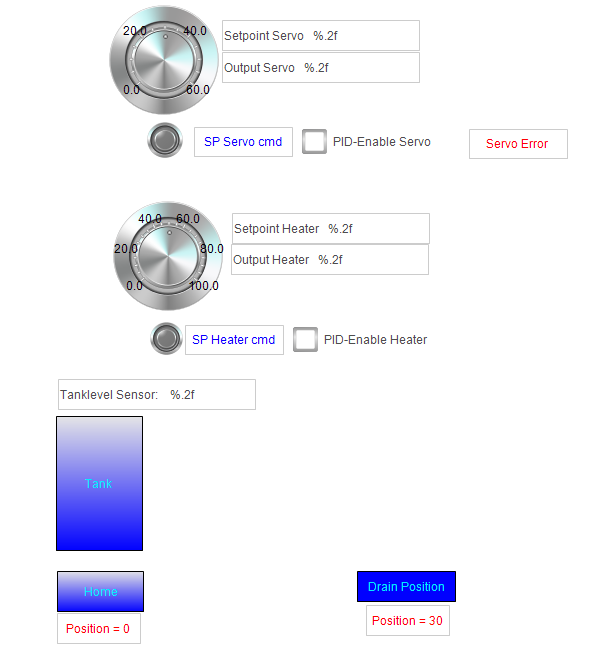 20.0 40.0
Setpoint Servo %.2f
Output Servo %.2f
0.0 60.0
SP Servo cmd
PID-Enable Servo
Servo Error
40.0 60.0
Setpoint Heater %.2f
20.0 80.0
Output Heater %.2f
0.0 100.0
SP Heater cmd
PID-Enable Heater
Tanklevel Sensor: %.2f
Tank
Home
Drain Position
Position = 0
Position = 30